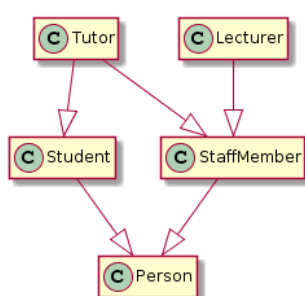 C Tutor
C Lecturer
C Student
C StaffMember
C Person